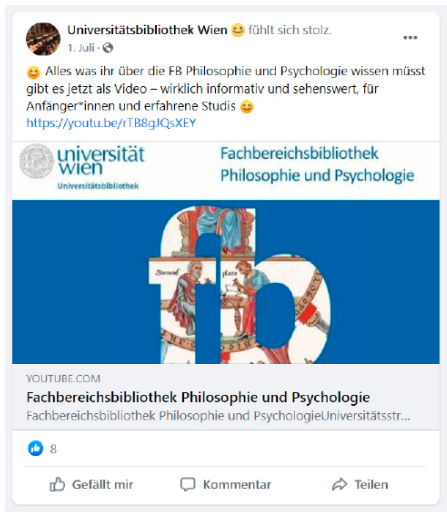 Universitätsbibliothek Wien 😄 fühlt sich stolz.
1. Juli ·
😄 Alles was ihr über die FB Philosophie und Psychologie wissen müsst
gibt es jetzt als Video – wirklich informativ und sehenswert, für
Anfänger*innen und erfahrene Studis 😄
https://youtu.be/rTB8gJQsXEY
universität
wien
Universitätsbibliothek
Fachbereichsbibliothek
Philosophie und Psychologie
fb
plato
YOUTUBE.COM
Fachbereichsbibliothek Philosophie und Psychologie
Fachbereichsbibliothek Philosophie und PsychologieUniversitätsstr...
8
Gefällt mir
Kommentar
Teilen